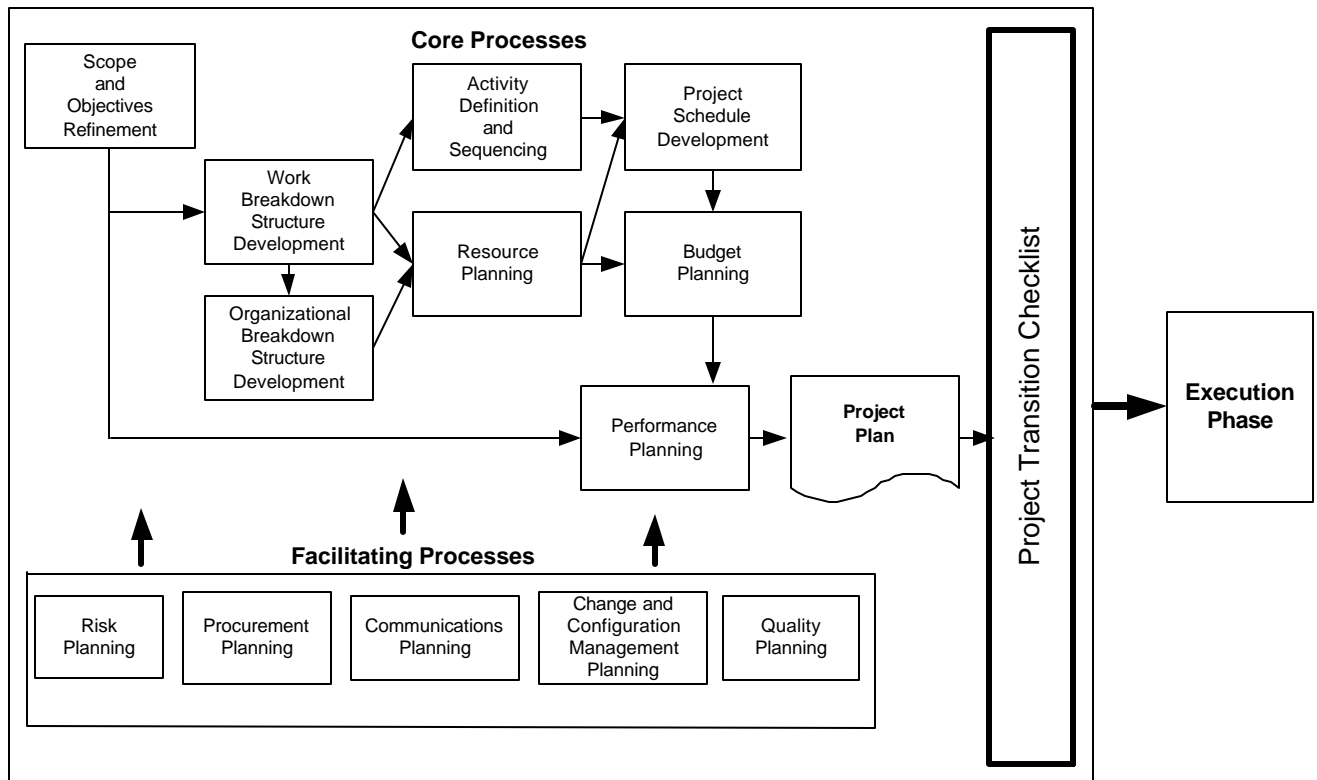 Core Processes
Scope
and
Objectives
Refinement
Activity
Definition
and
Sequencing
Project
Schedule
Development
Work
Breakdown
Structure
Development
Resource
Planning
Budget
Planning
Organizational
Breakdown
Structure
Development
Performance
Planning
Project
Plan
Project Transition Checklist
Execution
Phase
Facilitating Processes
Risk
Planning
Procurement
Planning
Communications
Planning
Change and
Configuration
Management
Planning
Quality
Planning